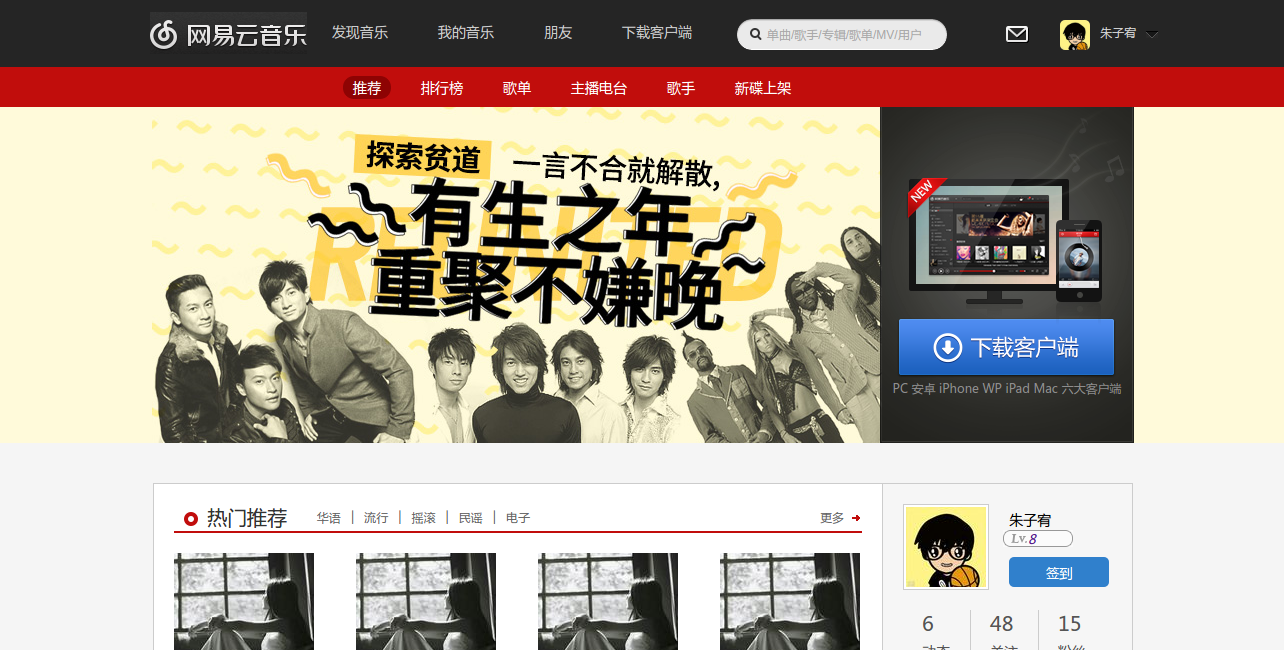 网易云音乐 发现音乐 我的音乐 朋友 下载客户端 单曲/歌手/专辑/歌单/MV/用户 朱子宥
推荐 排行榜 歌单 主播电台 歌手 新碟上架
探索贫道 一言不合就解散,
有生之年
重聚不嫌晚
NEW
下载客户端
PC 安卓 iPhone WP iPad Mac 六大客户端
热门推荐 华语 | 流行 | 摇滚 | 民谣 | 电子 更多
朱子宥
Lv.8
签到
6 48 15
动态 关注 粉丝